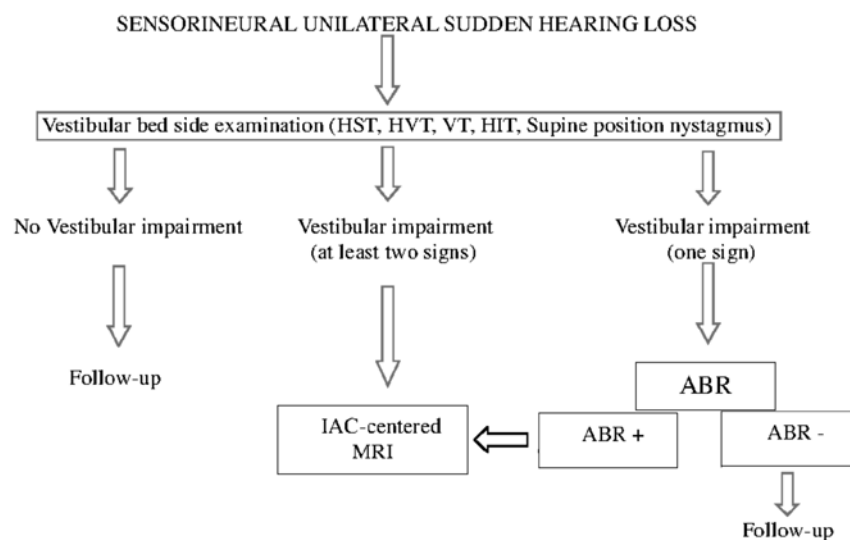 SENSORINEURAL UNILATERAL SUDDEN HEARING LOSS
Vestibular bed side examination (HST, HVT, VT, HIT, Supine position nystagmus)
No Vestibular impairment
Vestibular impairment
(at least two signs)
Vestibular impairment
(one sign)
Follow-up
ABR
IAC-centered
MRI
ABR +
ABR -
Follow-up